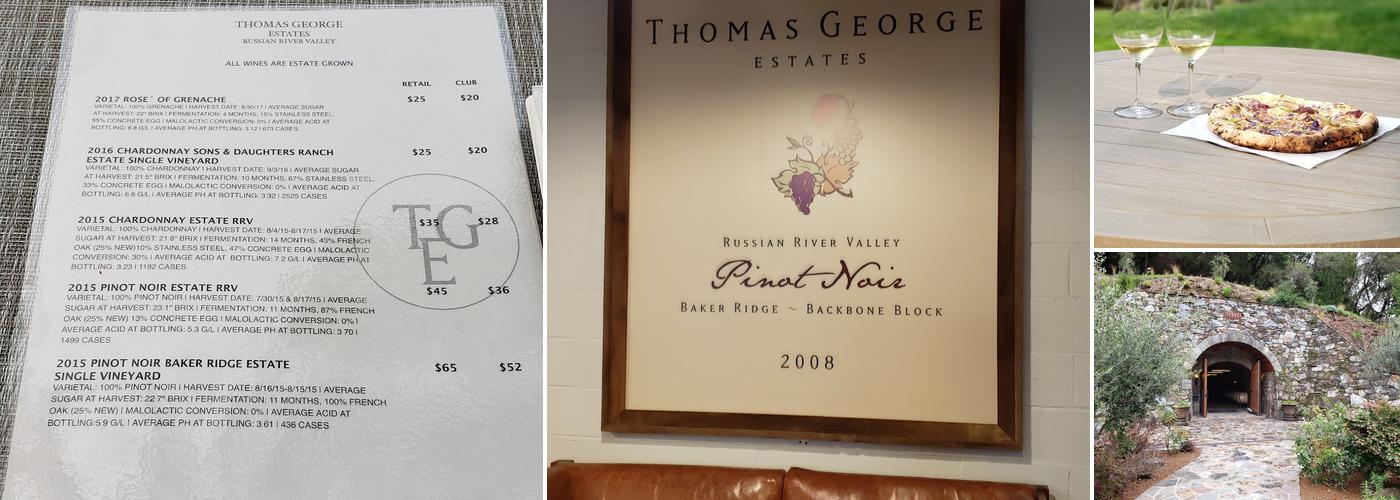 THOMAS GEORGE
ESTATES
RUSSIAN RIVER VALLEY
ALL WINES ARE ESTATE GROWN
RETAIL CLUB
2017 ROSE´ OF GRENACHE $25 $20
VARIETAL: 100% GRENACHE | HARVEST DATE: 8/30/17 | AVERAGE SUGAR
AT HARVEST: 22° BRIX | FERMENTATION: 4 MONTHS, 15% STAINLESS STEEL,
85% CONCRETE EGG | MALOLACTIC CONVERSION: 0% | AVERAGE ACID AT
BOTTLING: 6.8 G/L | AVERAGE PH AT BOTTLING: 3.12 | 673 CASES
2016 CHARDONNAY SONS & DAUGHTERS RANCH $25 $20
ESTATE SINGLE VINEYARD
VARIETAL: 100% CHARDONNAY | HARVEST DATE: 9/3/16 | AVERAGE SUGAR
AT HARVEST: 21.5° BRIX | FERMENTATION: 10 MONTHS, 67% STAINLESS STEEL,
33% CONCRETE EGG | MALOLACTIC CONVERSION: 0% | AVERAGE ACID AT
BOTTLING: 6.6 G/L | AVERAGE PH AT BOTTLING: 3.32 | 2525 CASES
2015 CHARDONNAY ESTATE RRV $35 $28
VARIETAL: 100% CHARDONNAY | HARVEST DATE: 8/4/15-8/17/15 | AVERAGE
SUGAR AT HARVEST: 21.8° BRIX | FERMENTATION: 14 MONTHS, 43% FRENCH
OAK (25% NEW)10% STAINLESS STEEL, 47% CONCRETE EGG | MALOLACTIC
CONVERSION: 30% | AVERAGE ACID AT BOTTLING: 7.2 G/L | AVERAGE PH AT
BOTTLING: 3.23 | 1192 CASES
TGE
2015 PINOT NOIR ESTATE RRV $45 $36
VARIETAL: 100% PINOT NOIR | HARVEST DATE: 7/30/15 & 8/17/15 | AVERAGE
SUGAR AT HARVEST: 23.1° BRIX | FERMENTATION: 11 MONTHS, 87% FRENCH
OAK (25% NEW) 13% CONCRETE EGG | MALOLACTIC CONVERSION: 0% |
AVERAGE ACID AT BOTTLING: 5.3 G/L | AVERAGE PH AT BOTTLING: 3.70 |
1499 CASES
2015 PINOT NOIR BAKER RIDGE ESTATE $65 $52
SINGLE VINEYARD
VARIETAL: 100% PINOT NOIR | HARVEST DATE: 8/16/15-8/15/15 | AVERAGE
SUGAR AT HARVEST: 22.7° BRIX | FERMENTATION: 11 MONTHS, 100% FRENCH
OAK (25% NEW) | MALOLACTIC CONVERSION: 0% | AVERAGE ACID AT
BOTTLING:5.9 G/L | AVERAGE PH AT BOTTLING: 3.61 | 436 CASES
THOMAS GEORGE
ESTATES
RUSSIAN RIVER VALLEY
Pinot Noir
BAKER RIDGE ~ BACKBONE BLOCK
2008